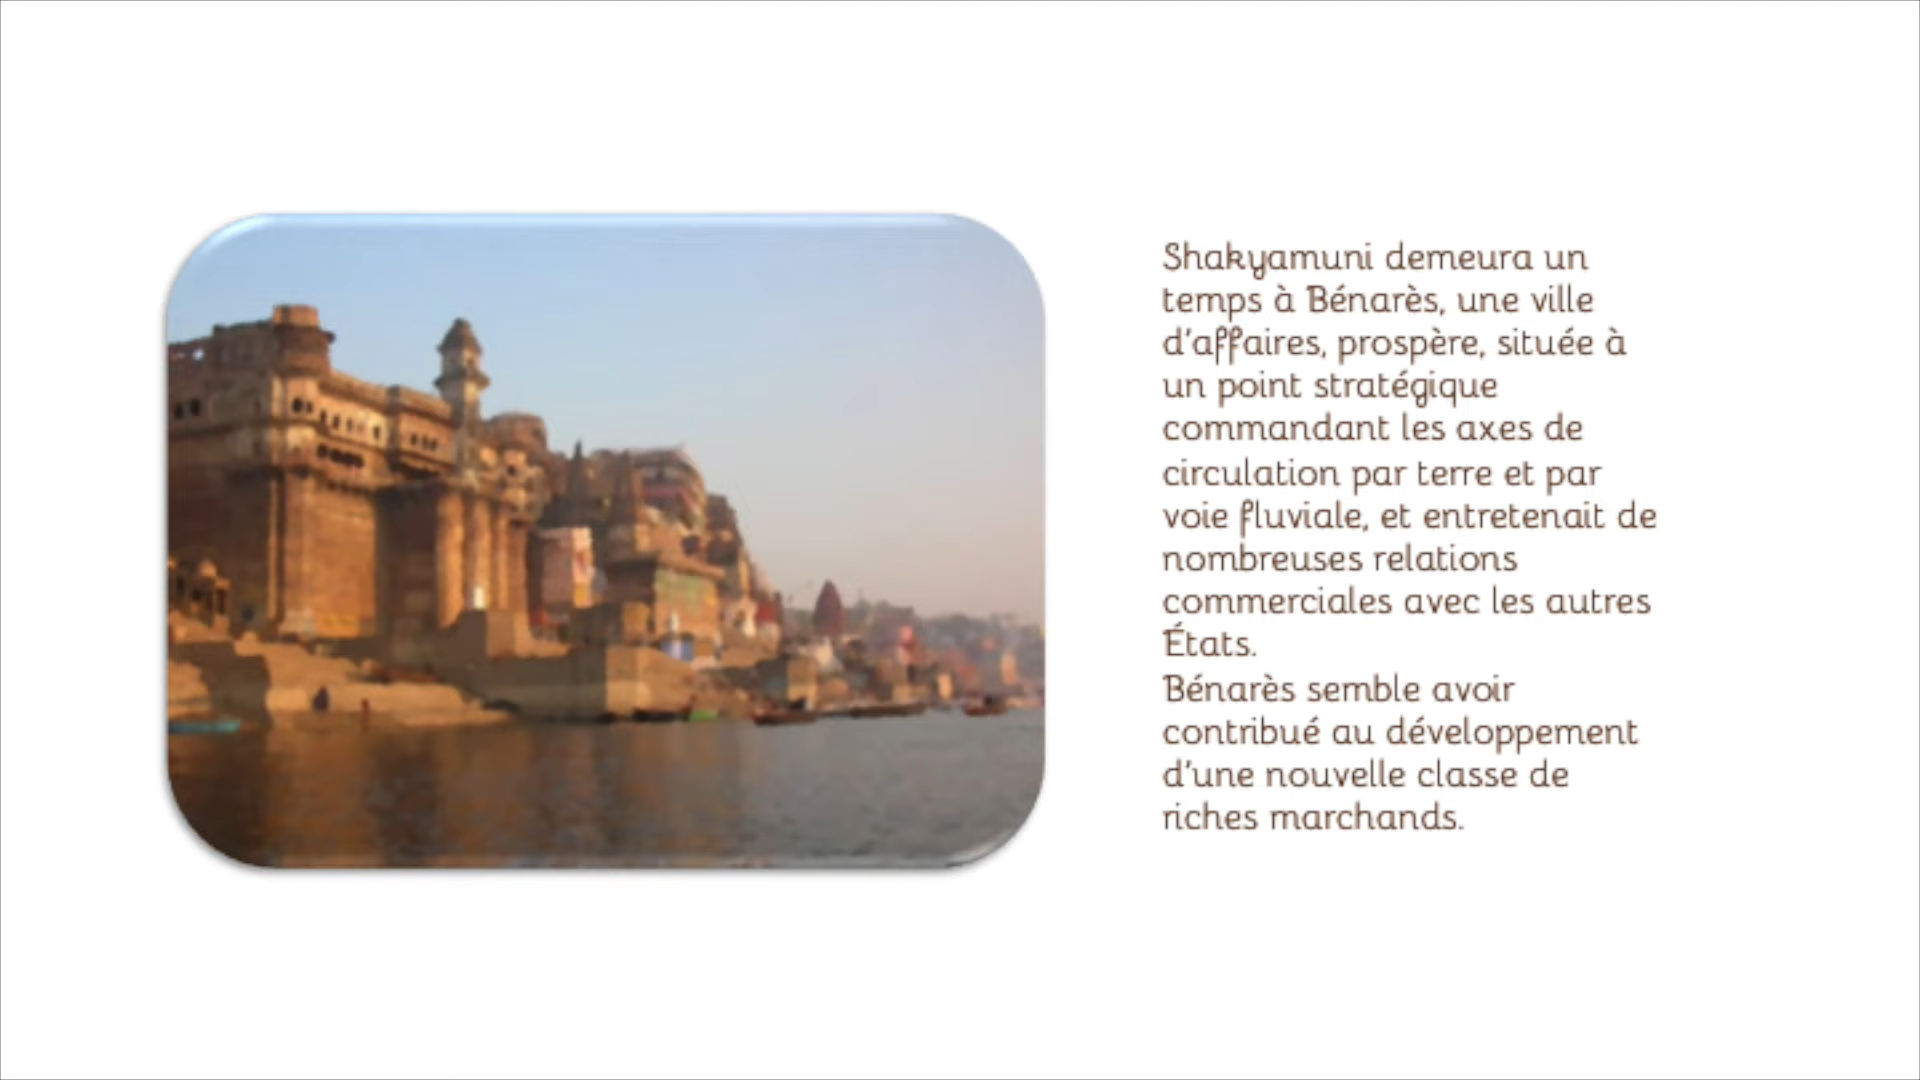 Shakyamuni demeura un
temps à Bénarès, une ville
d'affaires, prospère, située à
un point stratégique
commandant les axes de
circulation par terre et par
voie fluviale, et entretenait de
nombreuses relations
commerciales avec les autres
États.
Bénarès semble avoir
contribué au développement
d'une nouvelle classe de
riches marchands.